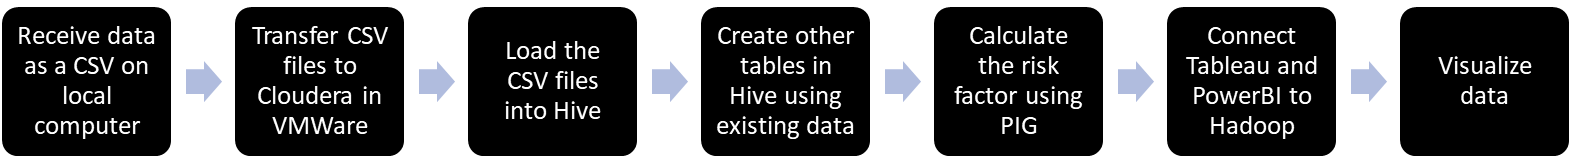 Receive data
as a CSV on
local
computer
Transfer CSV
files to
Cloudera in
VMWare
Load the
CSV files
into Hive
Create other
tables in
Hive using
existing data
Calculate
the risk
factor using
PIG
Connect
Tableau and
PowerBI to
Hadoop
Visualize
data